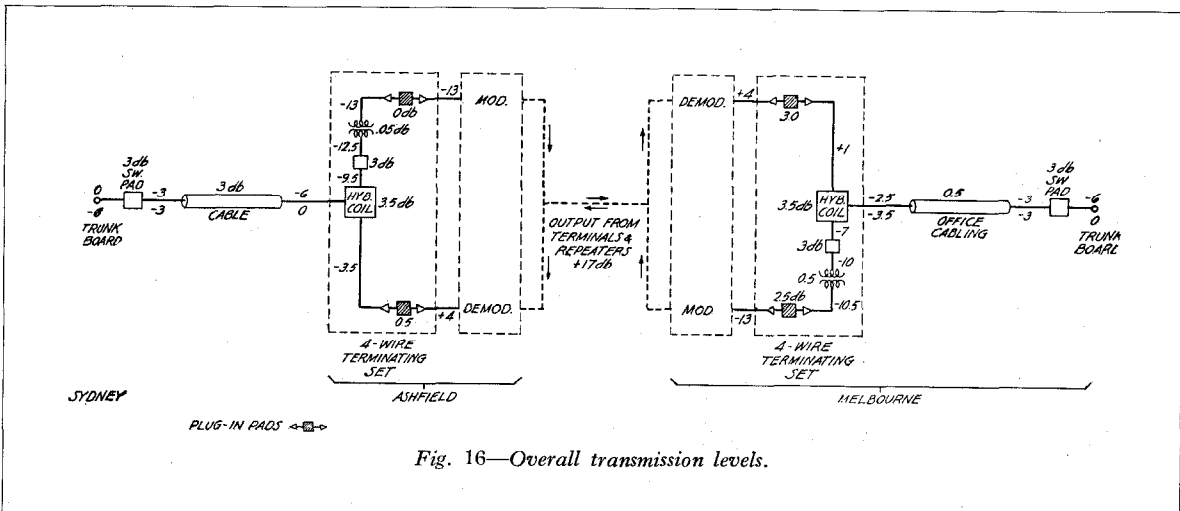 0
-6
TRUNK
BOARD
3db
SW.
PAD
-3
-3
3db
CABLE
-6
0
-13
0db
.05db
-12.5
3db
-9.5
HYB.
COIL
3.5db
-3.5
0.5
-13
+4
MOD.
DEMOD.
4-WIRE
TERMINATING
SET
ASHFIELD
SYDNEY
OUTPUT FROM
TERMINALS &
REPEATERS
+17db
DEMOD.
MOD
+4
-13
3.0
+1
HYB.
COIL
3.5db
-7
3db
-10
0.5
-10.5
2.5db
4-WIRE
TERMINATING
SET
-2.5
-3.5
0.5
OFFICE
CABLING
-3
-3
3db
SW
PAD
-6
0
TRUNK
BOARD
MELBOURNE
PLUG-IN PADS
Fig. 16—Overall transmission levels.